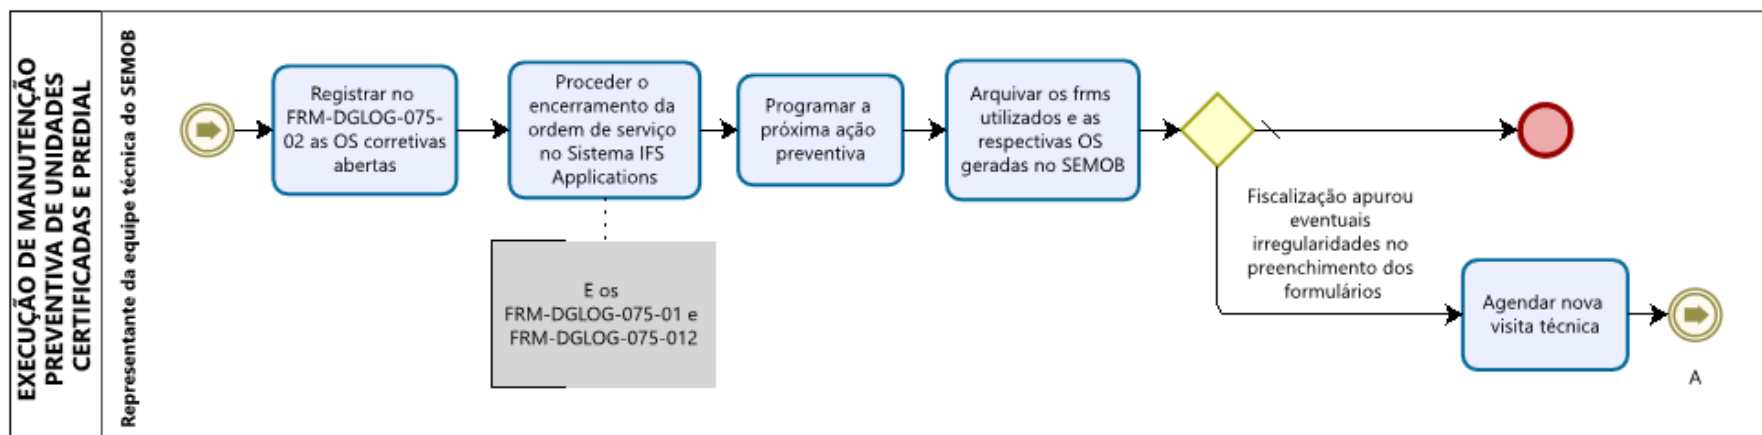 EXECUÇÃO DE MANUTENÇÃO
PREVENTIVA DE UNIDADES
CERTIFICADAS E PREDIAL
Representante da equipe técnica do SEMOB
Registrar no
FRM-DGLOG-075-
02 as OS corretivas
abertas
Proceder o
encerramento da
ordem de serviço
no Sistema IFS
Applications
Programar a
próxima ação
preventiva
Arquivar os frms
utilizados e as
respectivas OS
geradas no SEMOB
E os
FRM-DGLOG-075-01 e
FRM-DGLOG-075-012
Fiscalização apurou
eventuais
irregularidades no
preenchimento dos
formulários
Agendar nova
visita técnica
A